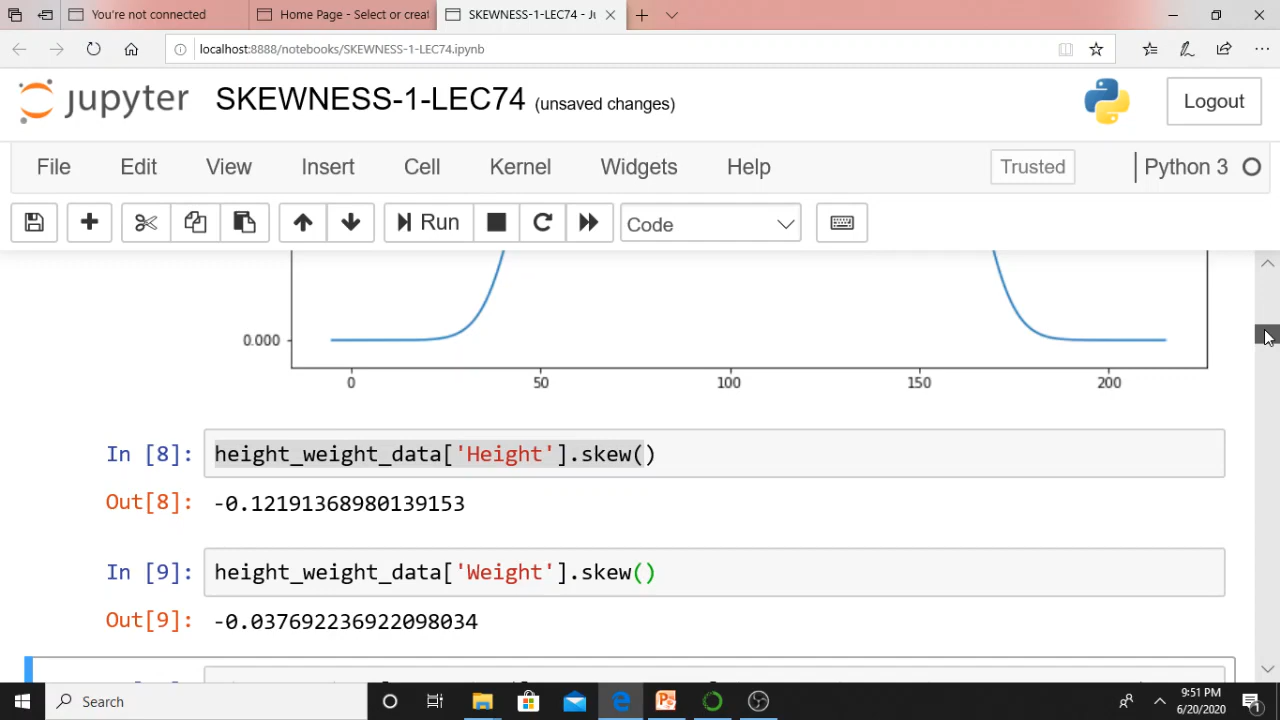 You're not connected
Home Page - Select or creat
SKEWNESS-1-LEC74 - Ju
localhost:8888/notebooks/SKEWNESS-1-LEC74.ipynb
jupyter SKEWNESS-1-LEC74 (unsaved changes)
Logout
File Edit View Insert Cell Kernel Widgets Help
Trusted
Python 3
Run
Code
0.000
0 50 100 150 200
In [8]: height_weight_data['Height'].skew()
Out[8]: -0.12191368980139153
In [9]: height_weight_data['Weight'].skew()
Out[9]: -0.037692236922098034
Search
9:51 PM
6/20/2020
1